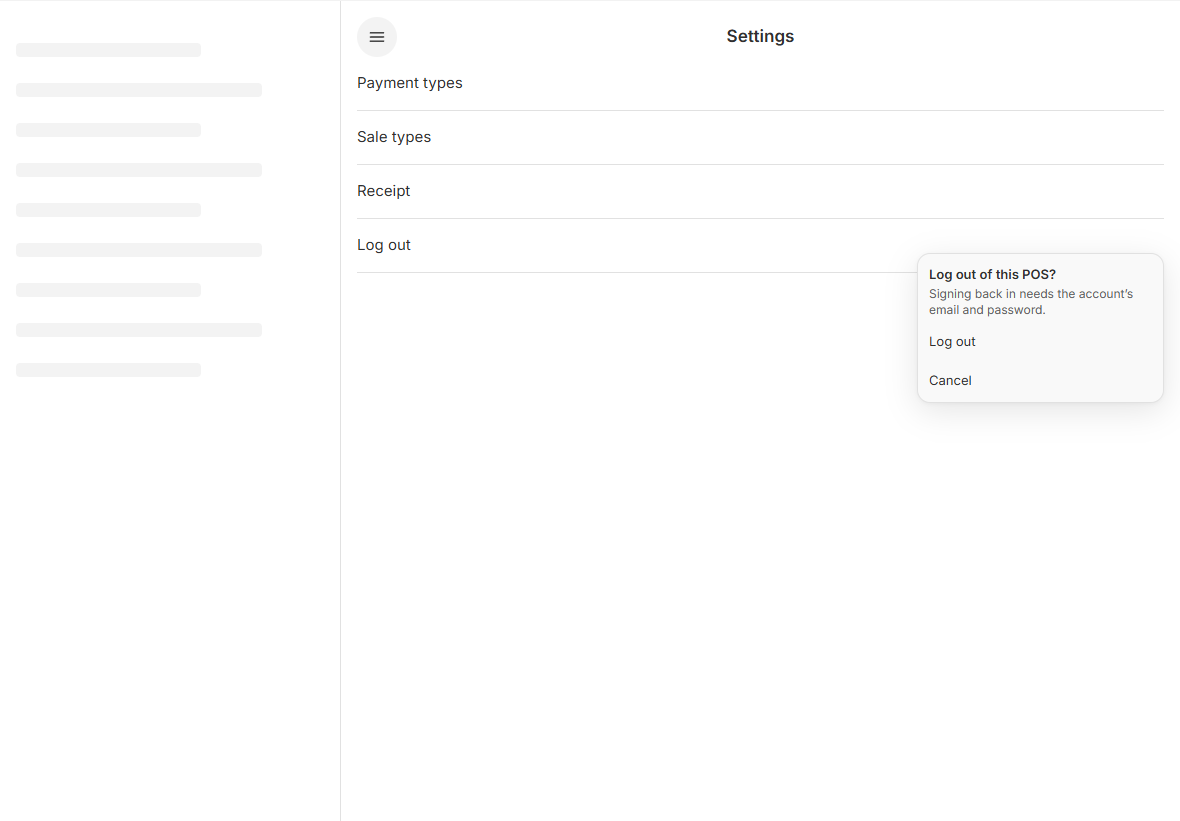 Settings
Payment types
Sale types
Receipt
Log out
Log out of this POS?
Signing back in needs the account’s
email and password.
Log out
Cancel